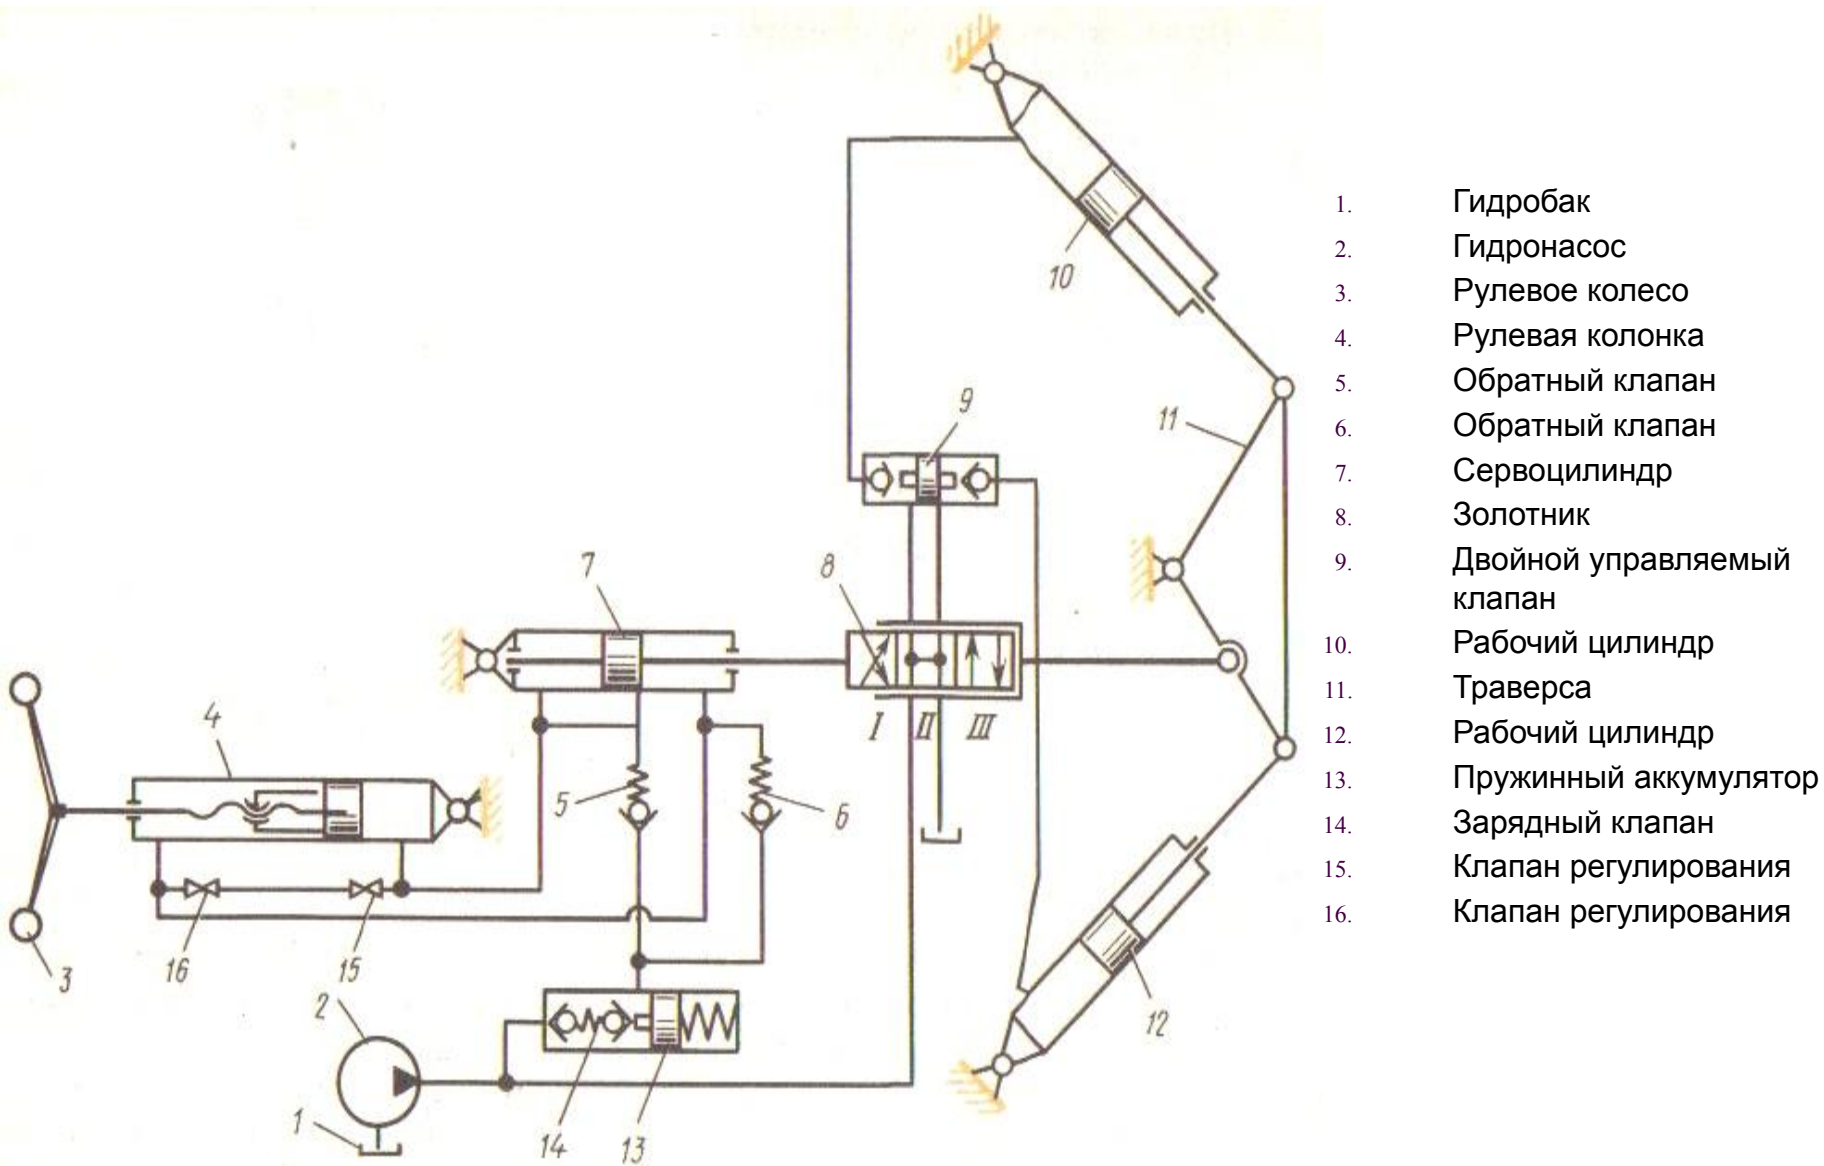 10
9
11
7
8
I II III
4
5
6
3
16
15
2
12
1
14
13
1. Гидробак
2. Гидронасос
3. Рулевое колесо
4. Рулевая колонка
5. Обратный клапан
6. Обратный клапан
7. Сервоцилиндр
8. Золотник
9. Двойной управляемый
клапан
10. Рабочий цилиндр
11. Траверса
12. Рабочий цилиндр
13. Пружинный аккумулятор
14. Зарядный клапан
15. Клапан регулирования
16. Клапан регулирования